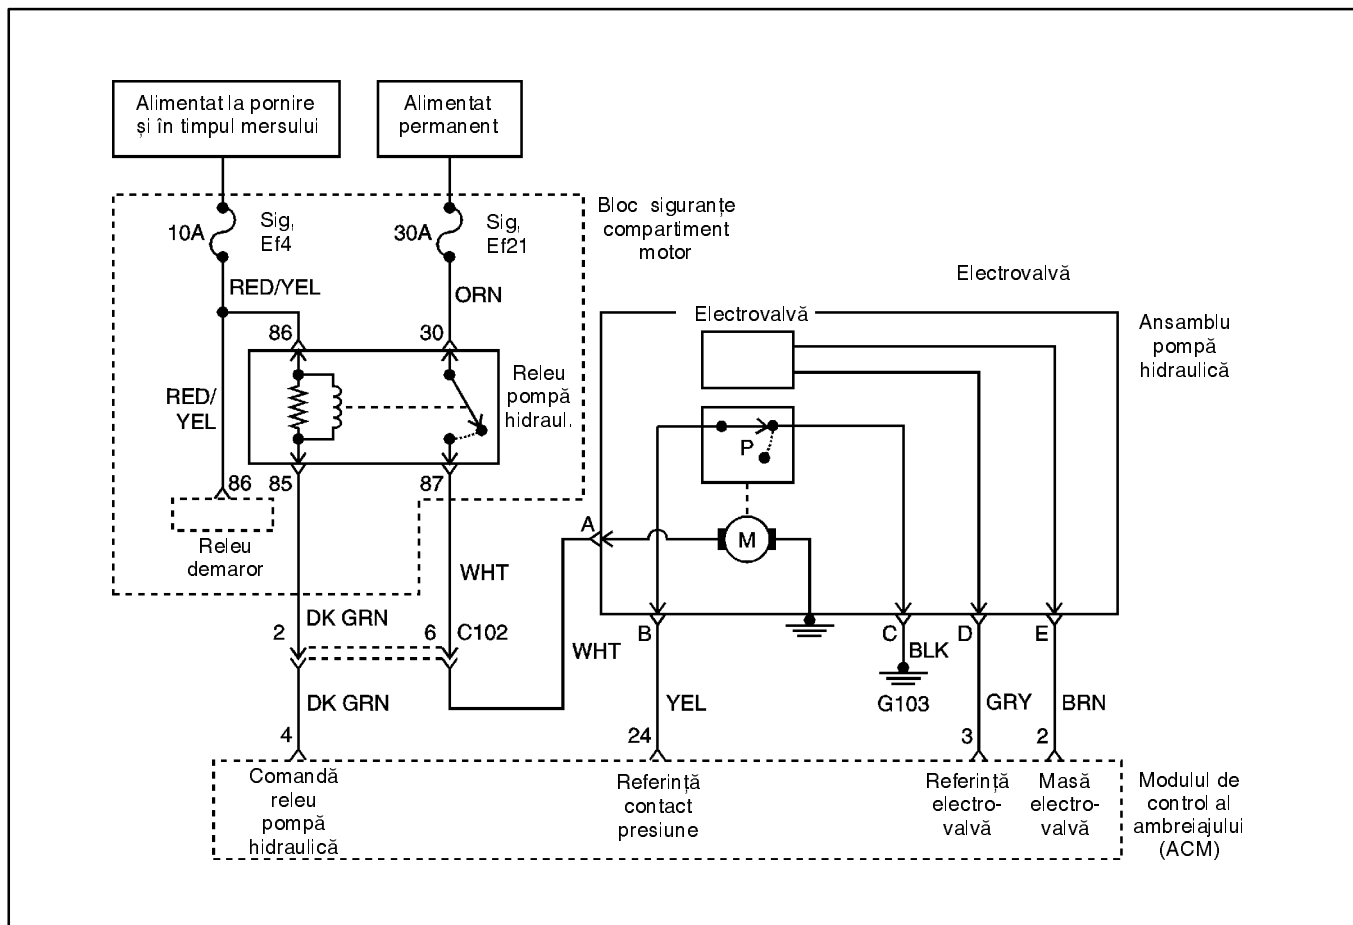 Alimentat la pornire
și în timpul mersului
Alimentat
permanent
Bloc siguranțe
compartiment
motor
10A
Sig,
Ef4
30A
Sig,
Ef21
RED/YEL
ORN
Electrovalvă
Electrovalvă
Ansamblu
pompă
hidraulică
86
30
Releu
pompă
hidraul.
RED/
YEL
P
86
85
87
A
M
Releu
demaror
WHT
DK GRN
2
6
C102
WHT
B
C
D
E
BLK
DK GRN
YEL
G103
GRY
BRN
4
24
3
2
Comandă
releu
pompă
hidraulică
Referință
contact
presiune
Referință
electro-
valvă
Masă
electro-
valvă
Modulul de
control al
ambreiajului
(ACM)